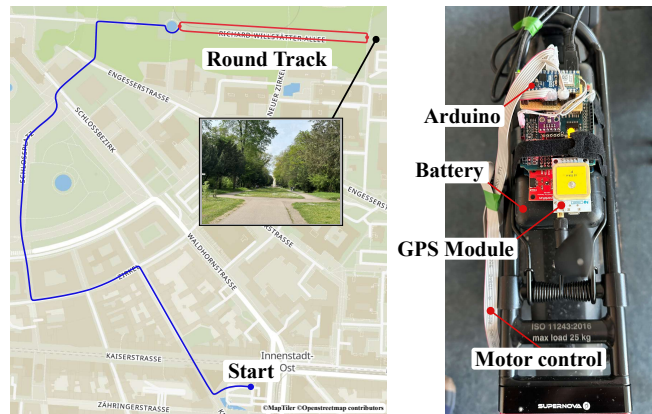 RICHARD-WILLSTÄTTER-ALLEE
Round Track
ENGESSERSTRASSE
NEUER ZIRKEL
SCHLOSSBEZIRK
SCHLOSSPLATZ
ENGESSERSTRASSE
WALDHORNSTRASSE
ZIRKEL
KAISERSTRASSE
Innenstadt-
Ost
Start
ZÄHRINGERSTRASSE
©MapTiler ©Openstreetmap contributors
Arduino
Battery
GPS Module
ISO 11243:2016
max load 25 kg
Motor control
SUPERNOVA